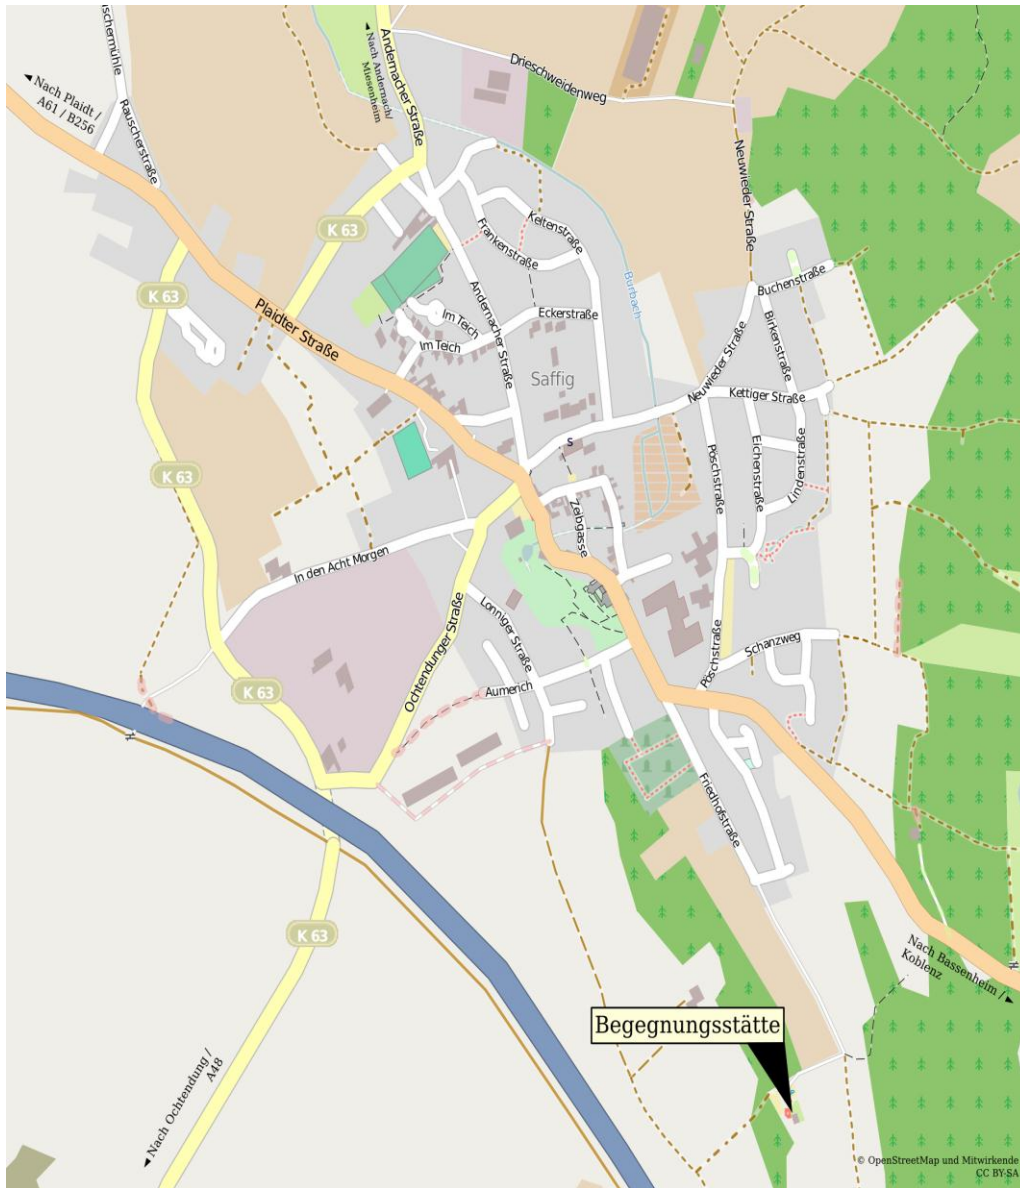 schermühle
Nach Andernach/
Miesenheim
Andernacher Straße
Drieschweidenweg
Nach Plaidt /
A61 / B256
Rauscherstraße
Neuwieder Straße
K 63
Keltenstraße
Frankenstraße
Buchenstraße
Burbach
K 63
Plaidter Straße
Im Teich
Eckerstraße
Im Teich
Andernacher Straße
Birkenstraße
Neuwieder Straße
Saffig
Kettiger Straße
S
Pöschstraße
Eichenstraße
Lindenstraße
K 63
Zeibgasse
In den Acht Morgen
Lonniger Straße
Ochtendunger Straße
Schanzweg
Pöschstraße
K 63
Aumerich
Friedhofstraße
K 63
Nach Bassenheim /
Koblenz
Begegnungsstätte
Nach Ochtendung /
A48
© OpenStreetMap und Mitwirkende
CC BY-SA